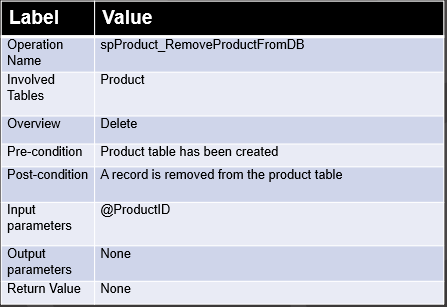 Label Value
Operation Name spProduct_RemoveProductFromDB
Involved Tables Product
Overview Delete
Pre-condition Product table has been created
Post-condition A record is removed from the product table
Input parameters @ProductID
Output parameters None
Return Value None